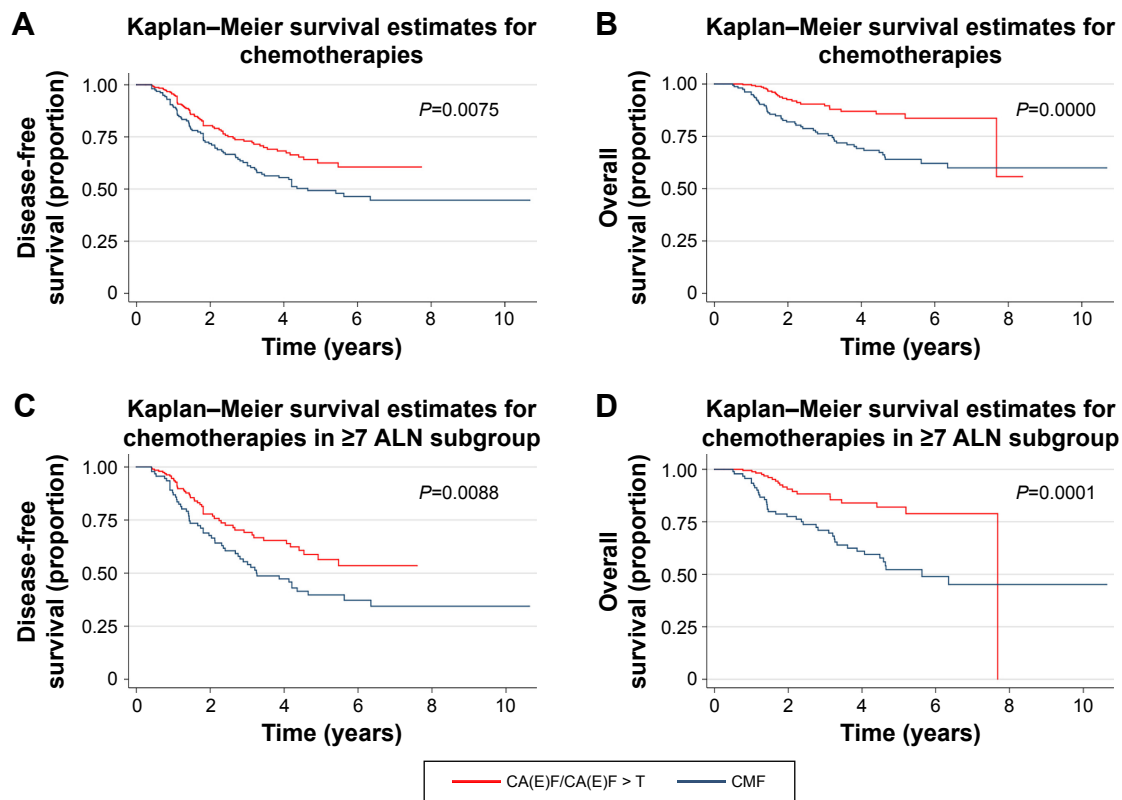 A
Kaplan–Meier survival estimates for
chemotherapies
Disease-free
survival (proportion)
1.00
0.75
0.50
0.25
0
P=0.0075
0 2 4 6 8 10
Time (years)
B
Kaplan–Meier survival estimates for
chemotherapies
Overall
survival (proportion)
1.00
0.75
0.50
0.25
0
P=0.0000
0 2 4 6 8 10
Time (years)
C
Kaplan–Meier survival estimates for
chemotherapies in ≥7 ALN subgroup
Disease-free
survival (proportion)
1.00
0.75
0.50
0.25
0
P=0.0088
0 2 4 6 8 10
Time (years)
D
Kaplan–Meier survival estimates for
chemotherapies in ≥7 ALN subgroup
Overall
survival (proportion)
1.00
0.75
0.50
0.25
0
P=0.0001
0 2 4 6 8 10
Time (years)
CA(E)F/CA(E)F > T CMF